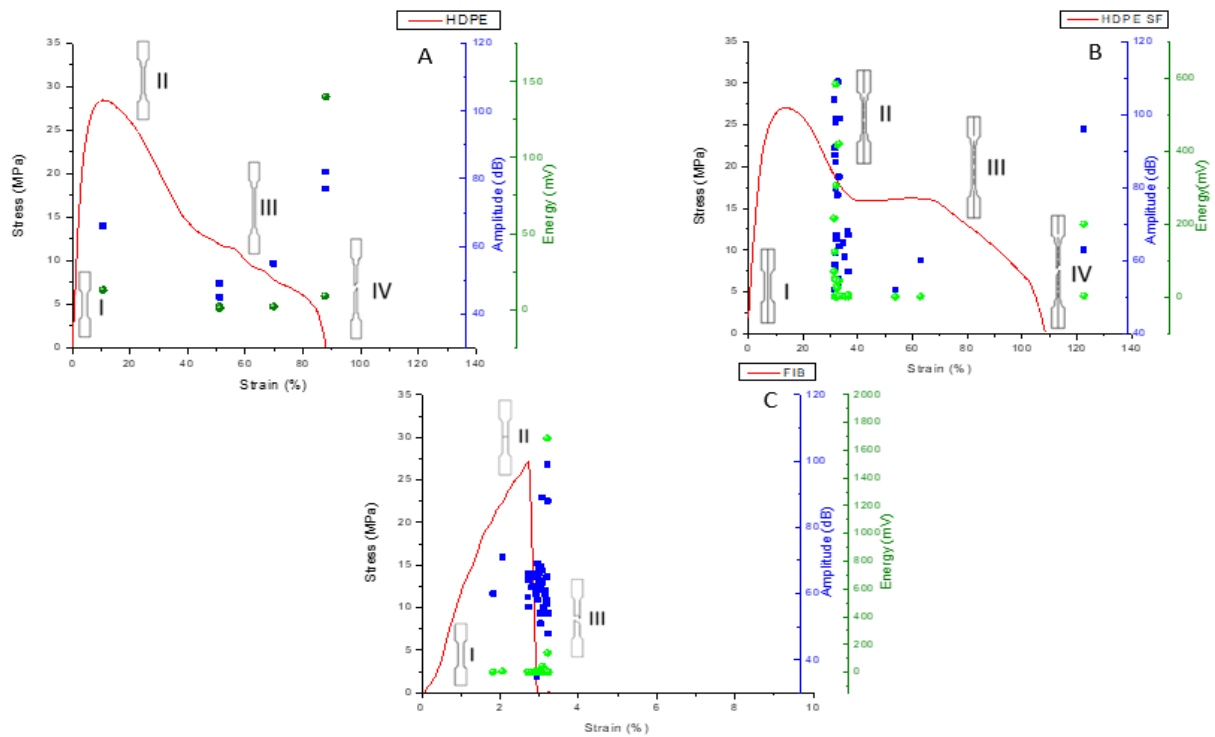 HDPE
A
Stress (MPa)
35
30
25
20
15
10
5
0
0 20 40 60 80 100 120 140
Strain (%)
Amplitude (dB)
120
100
80
60
40
Energy (mV)
150
100
50
0
I
II
III
IV
HDPE SF
B
Stress (MPa)
35
30
25
20
15
10
5
0
0 20 40 60 80 100 120 140
Strain (%)
Amplitude (dB)
120
100
80
60
40
Energy(mV)
600
400
200
0
I
II
III
IV
FIB
C
Stress (MPa)
35
30
25
20
15
10
5
0
0 2 4 6 8 10
Strain (%)
Amplitude (dB)
120
100
80
60
40
Energy (mV)
2000
1800
1600
1400
1200
1000
800
600
400
200
0
I
II
III